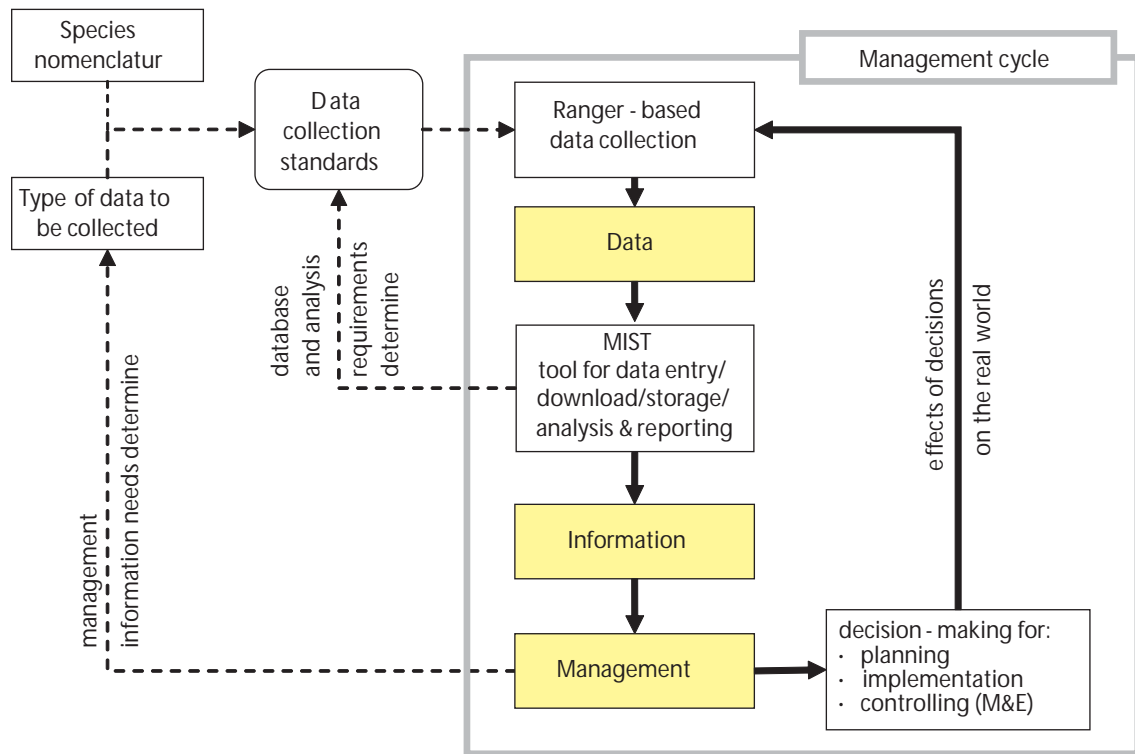 Species
nomenclatur
Management cycle
Data
collection
standards
Ranger - based
data collection
Type of data to
be collected
Data
database
and analysis
requirements
determine
MIST
tool for data entry/
download/storage/
analysis & reporting
effects of decisions
on the real world
management
information needs determine
Information
Management
decision - making for:
· planning
· implementation
· controlling (M&E)